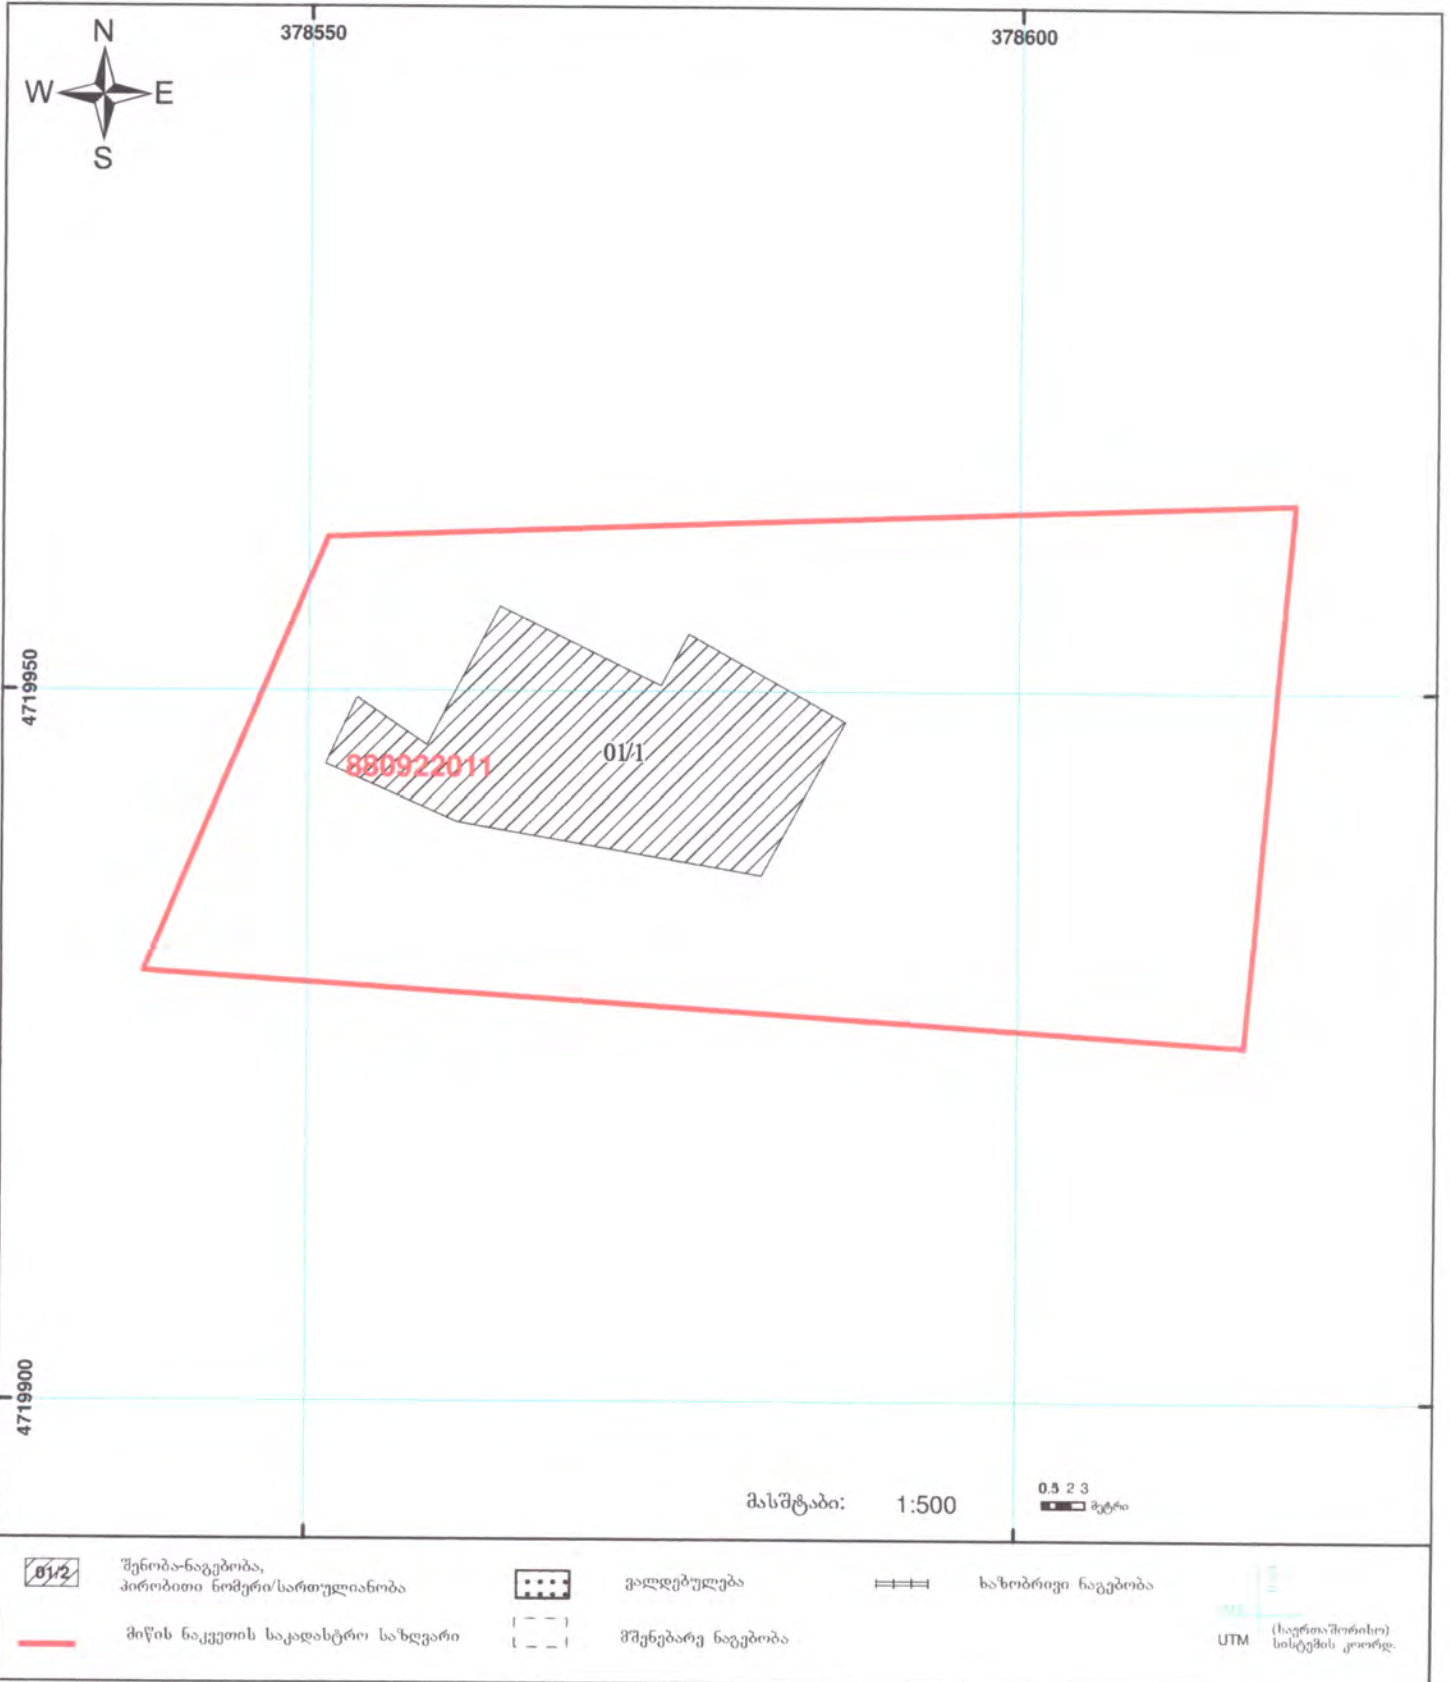 378550
378600
N
W
E
S
4719950
01/1
880922011
4719900
მასშტაბი: 1:500
0.5 2 3
მეტრი
01/2
შენობა-ნაგებობა,
პირობითი ნომერი/სართულიანობა
ვალდებულება
ხაზობრივი ნაგებობა
მიწის ნაკვეთის საკადასტრო საზღვარი
მშენებარე ნაგებობა
UTM
(საერთაშორისო)
სისტემის კოორდ.